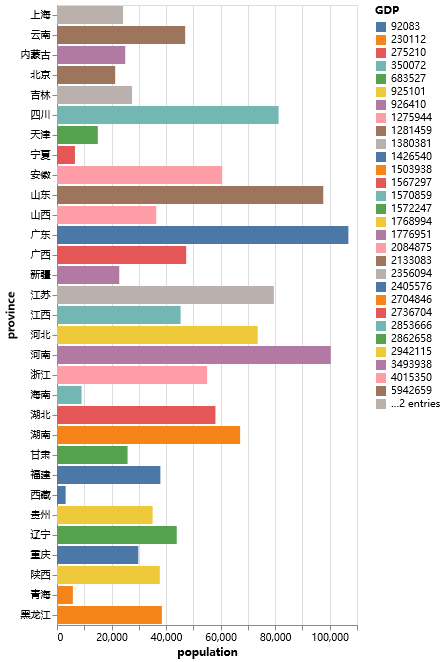 province
上海
云南
内蒙古
北京
吉林
四川
天津
宁夏
安徽
山东
山西
广东
广西
新疆
江苏
江西
河北
河南
浙江
海南
湖北
湖南
甘肃
福建
西藏
贵州
辽宁
重庆
陕西
青海
黑龙江
0 20,000 40,000 60,000 80,000 100,000
population
GDP
92083
230112
275210
350072
683527
925101
926410
1275944
1281459
1380381
1426540
1503938
1567297
1570859
1572247
1768994
1776951
2084875
2133083
2356094
2405576
2704846
2736704
2853666
2862658
2942115
3493938
4015350
5942659
...2 entries